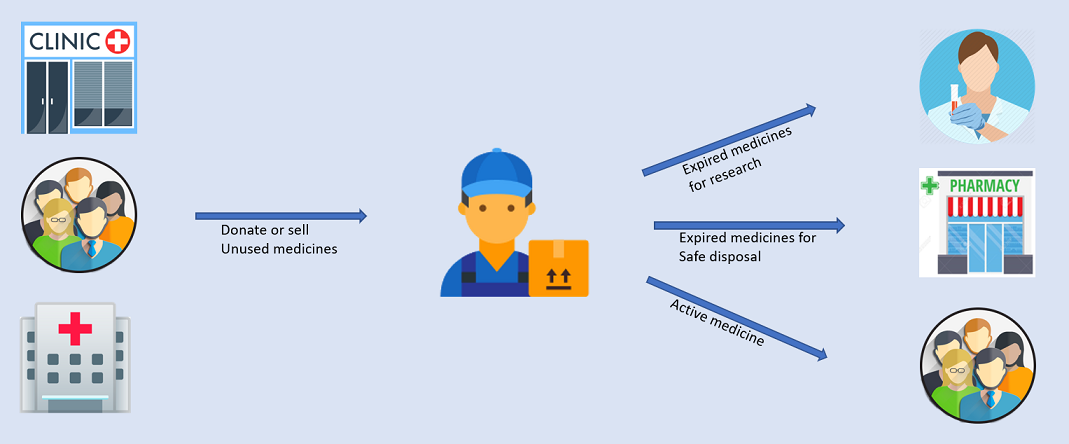 CLINIC
Donate or sell
Unused medicines
Expired medicines
for research
PHARMACY
Expired medicines for
Safe disposal
Active medicine